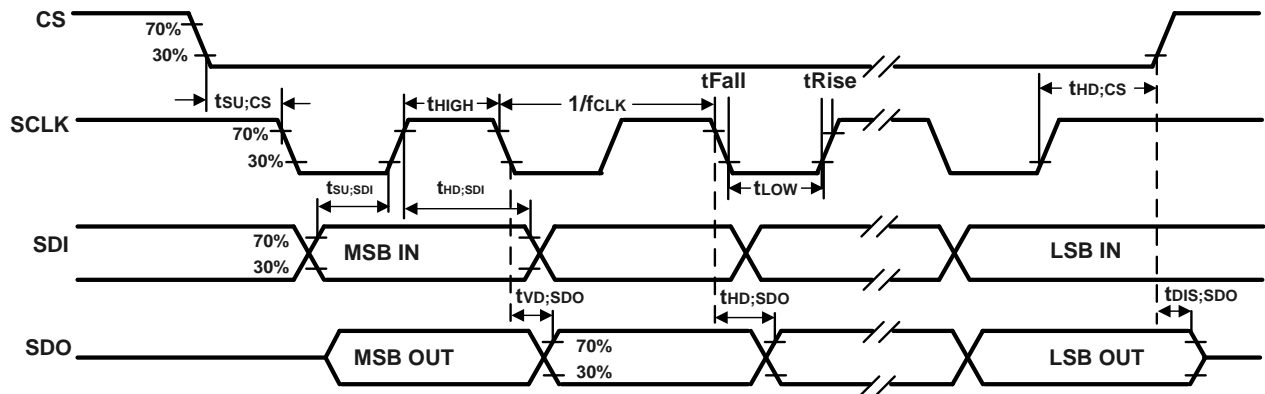 CS
70%
30%
tFall tRise
tSU;CS
tHIGH
1/fCLK
tHD;CS
SCLK
70%
30%
tSU;SDI
tHD;SDI
tLOW
SDI
70%
30%
MSB IN
LSB IN
tVD;SDO
tHD;SDO
tDIS;SDO
SDO
MSB OUT
70%
30%
LSB OUT